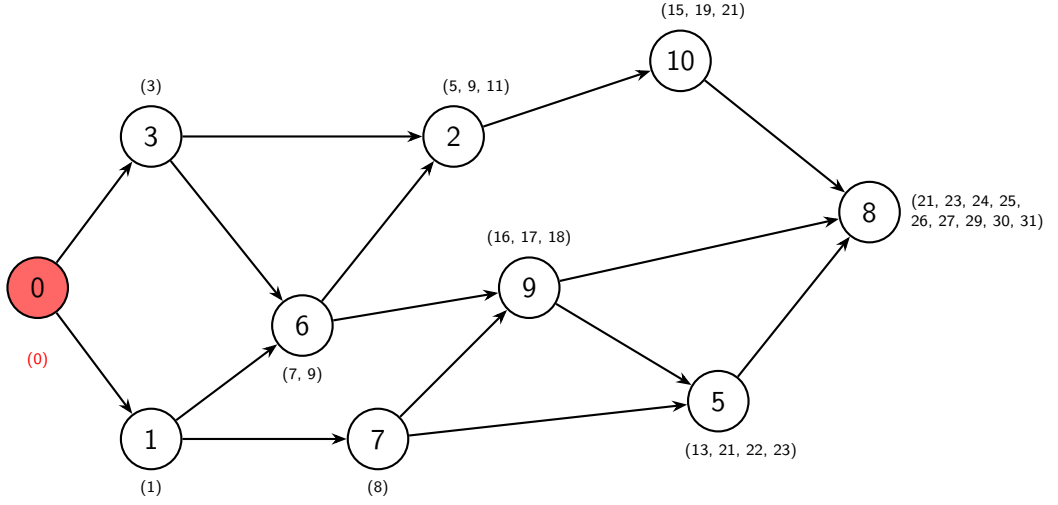 (15, 19, 21)
10
(3)
(5, 9, 11)
3
2
(21, 23, 24, 25,
26, 27, 29, 30, 31)
8
(16, 17, 18)
0
9
6
(0)
(7, 9)
5
1
7
(13, 21, 22, 23)
(1)
(8)